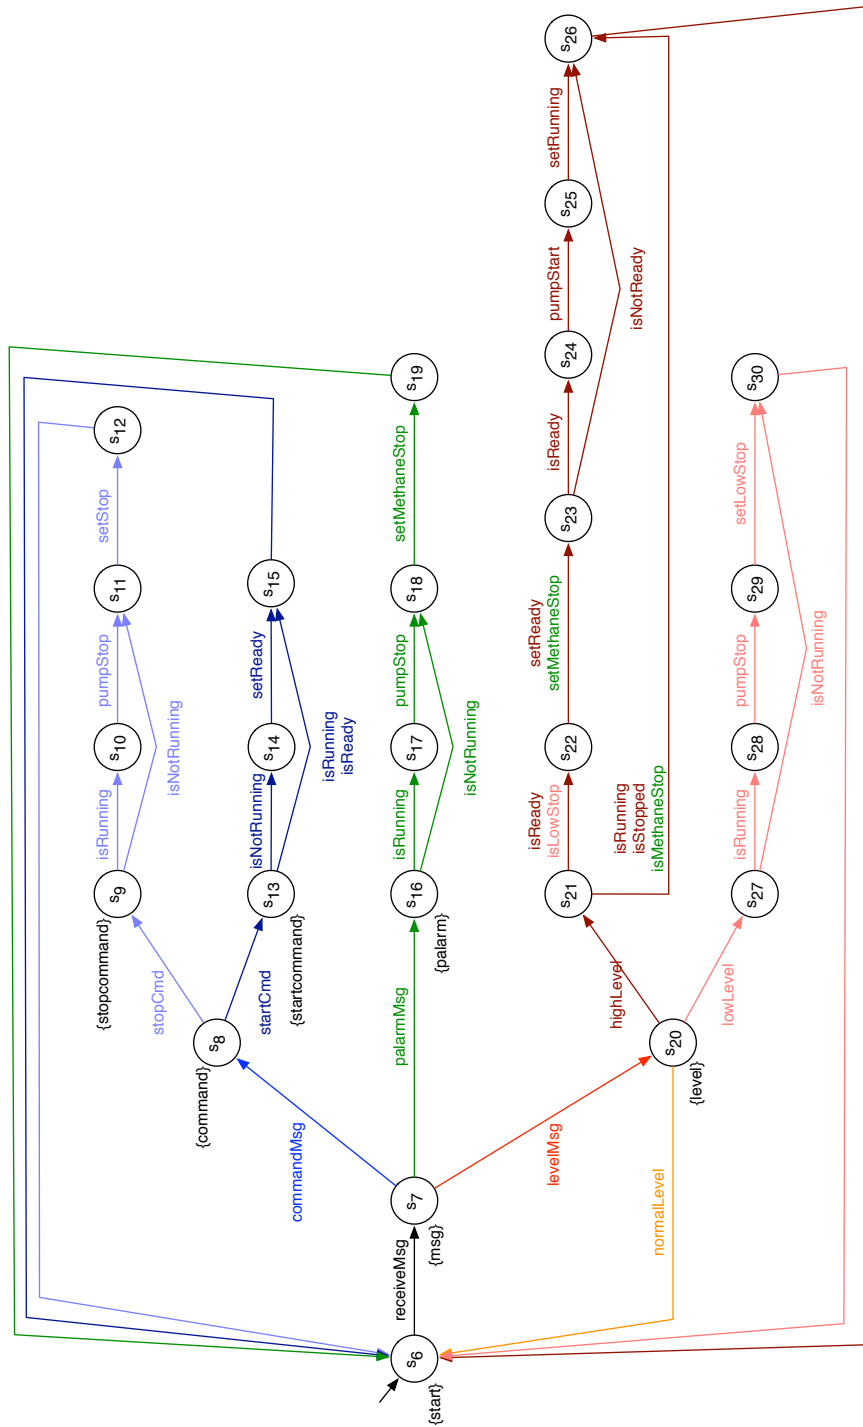 s6
{start}
receiveMsg
s7
{msg}
commandMsg
s8
{command}
stopCmd
s9
{stopcommand}
isRunning
s10
pumpStop
s11
setStop
s12
isNotRunning
startCmd
s13
{startcommand}
isNotRunning
s14
setReady
s15
isRunning
isReady
palarmMsg
s16
{palarm}
isRunning
s17
pumpStop
s18
setMethaneStop
s19
isNotRunning
levelMsg
s20
{level}
normalLevel
highLevel
s21
isReady
isLowStop
s22
setReady
setMethaneStop
s23
isReady
s24
pumpStart
s25
setRunning
s26
isNotReady
isRunning
isStopped
isMethaneStop
lowLevel
s27
isRunning
s28
pumpStop
s29
setLowStop
s30
isNotRunning